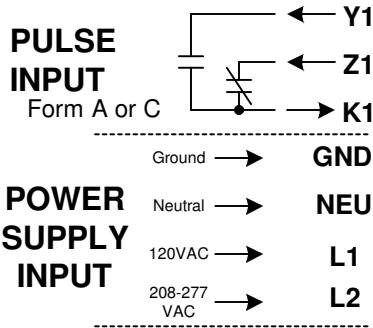 PULSE
INPUT
Form A or C
Y1
Z1
K1
POWER
SUPPLY
INPUT
Ground GND
Neutral NEU
120VAC L1
208-277
VAC
L2